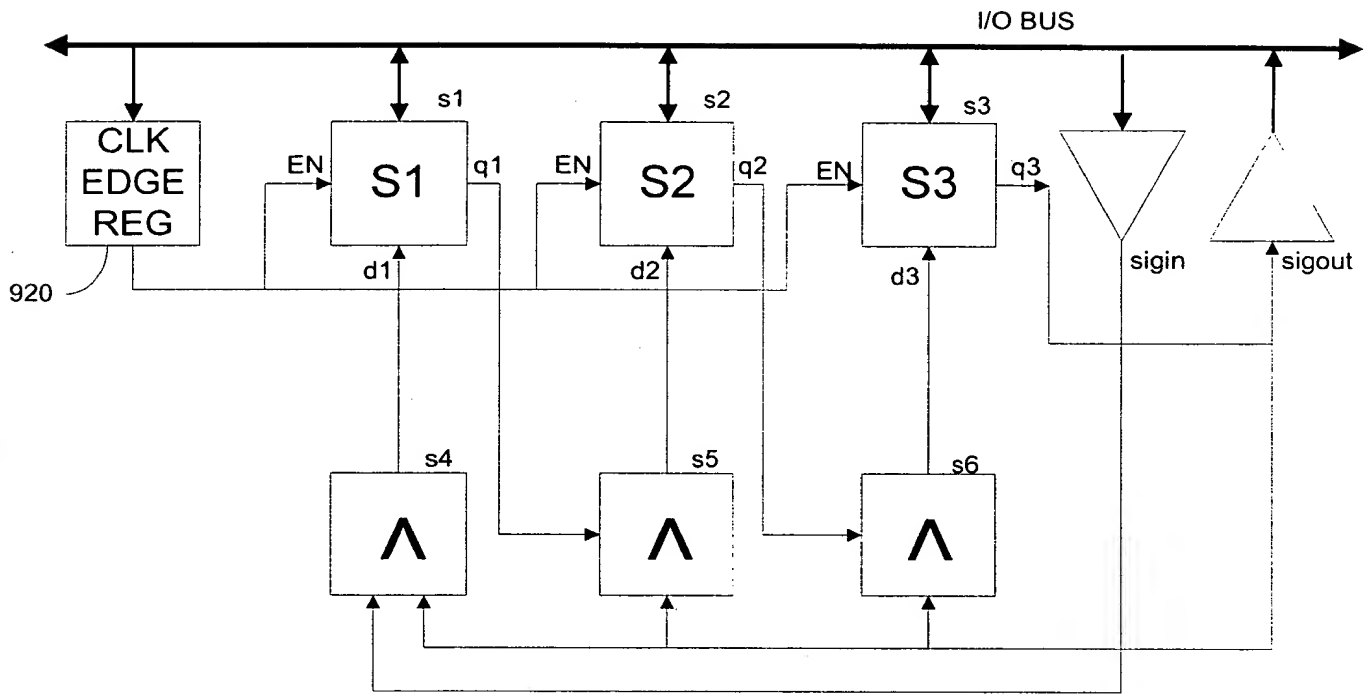 I/O BUS
s1
s2
s3
CLK
EDGE
REG
EN
S1
q1
EN
S2
q2
EN
S3
q3
d1
d2
d3
sigin
sigout
920
s4
s5
s6
Λ
Λ
Λ